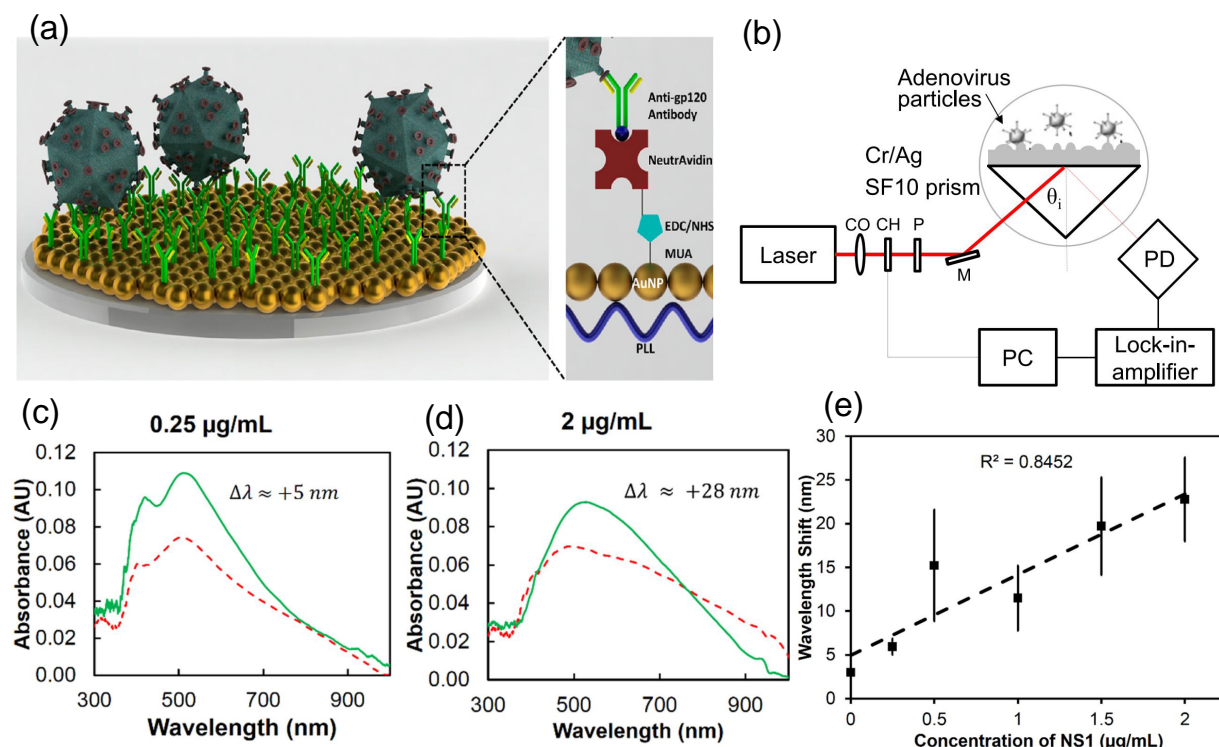 (a)
Anti-gp120
Antibody
NeutrAvidin
EDC/NHS
MUA
AuNP
PLL
(b)
Adenovirus
particles
Cr/Ag
SF10 prism
θi
CO CH P
Laser
M
PD
PC
Lock-in-
amplifier
(c)
0.25 µg/mL
Absorbance (AU)
0.12
0.10
0.08
0.06
0.04
0.02
0.00
Δλ ≈ +5 nm
300 500 700 900
Wavelength (nm)
(d)
2 µg/mL
Absorbance (AU)
0.12
0.10
0.08
0.06
0.04
0.02
0.00
Δλ ≈ +28 nm
300 500 700 900
Wavelength (nm)
(e)
Wavelength Shift (nm)
30
25
20
15
10
5
0
R² = 0.8452
0 0.5 1 1.5 2
Concentration of NS1 (µg/mL)